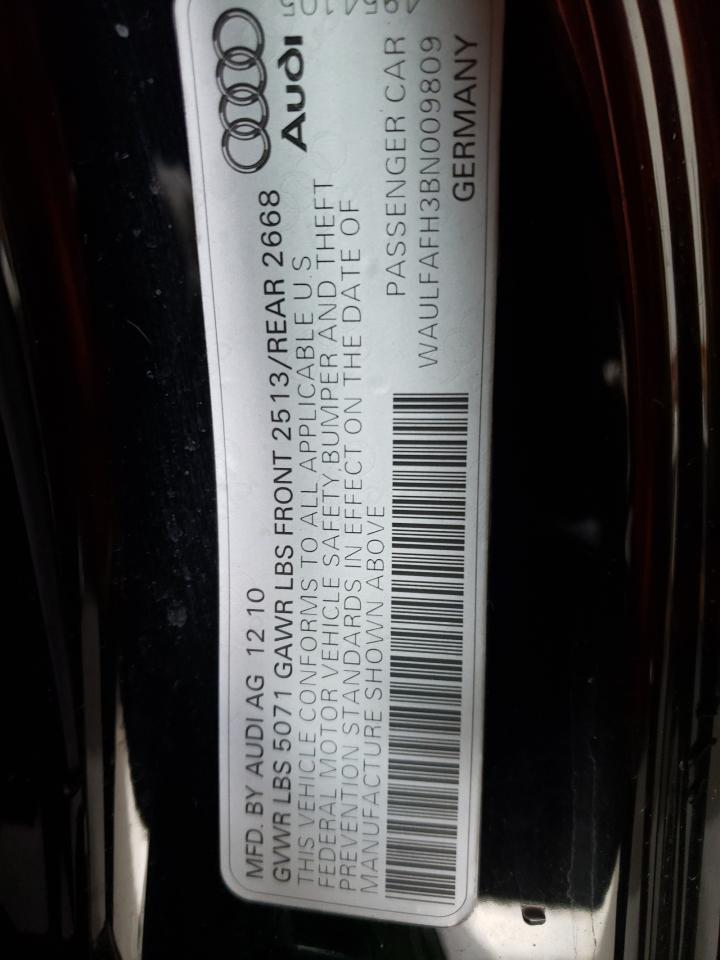 MFD. BY AUDI AG 12 10
GVWR LBS 5071 GAWR LBS FRONT 2513/REAR 2668
THIS VEHICLE CONFORMS TO ALL APPLICABLE U.S
FEDERAL MOTOR VEHICLE SAFETY,BUMPER AND THEFT
PREVENTION STANDARDS IN EFFECT ON THE DATE OF
MANUFACTURE SHOWN ABOVE
Audi
PASSENGER CAR
WAULFAFH3BN009809
GERMANY
4954105